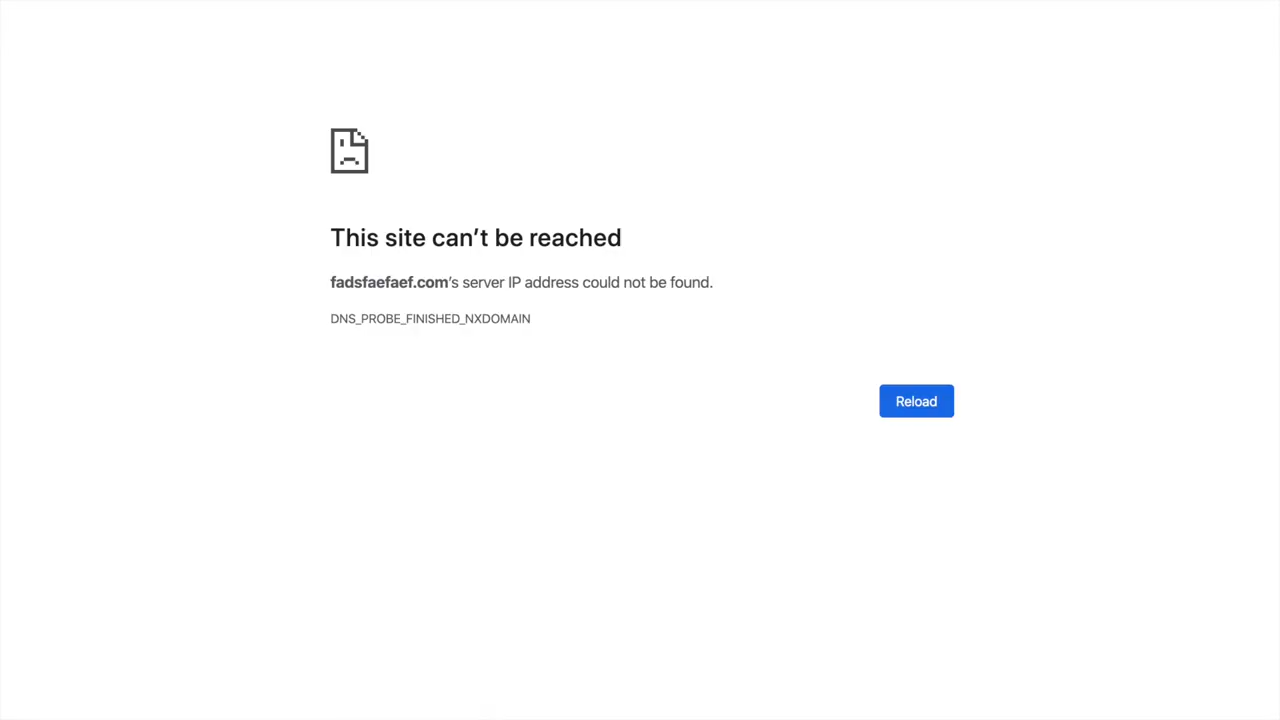 This site can’t be reached
fadsfaefaef.com’s server IP address could not be found.
DNS_PROBE_FINISHED_NXDOMAIN
Reload